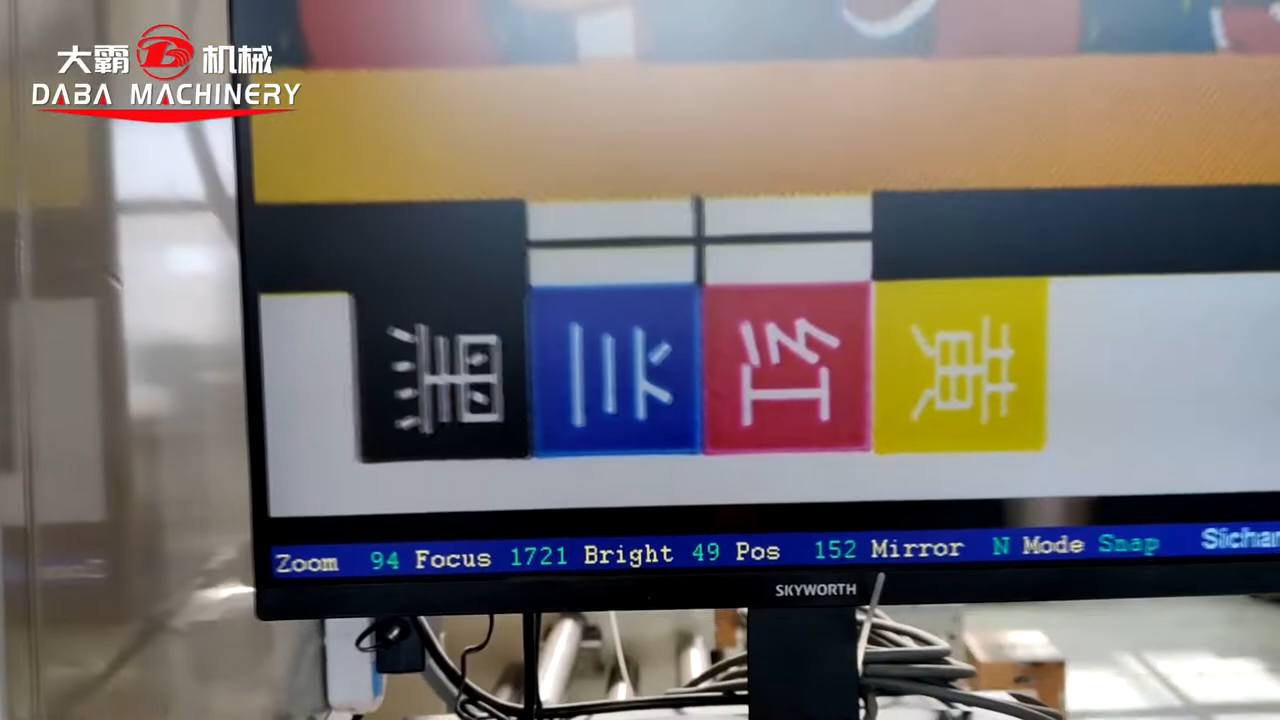 大霸 机械
DABA MACHINERY
黑 兰 红 黄
Zoom 94 Focus 1721 Bright 49 Pos 152 Mirror N Mode Snap
SKYWORTH